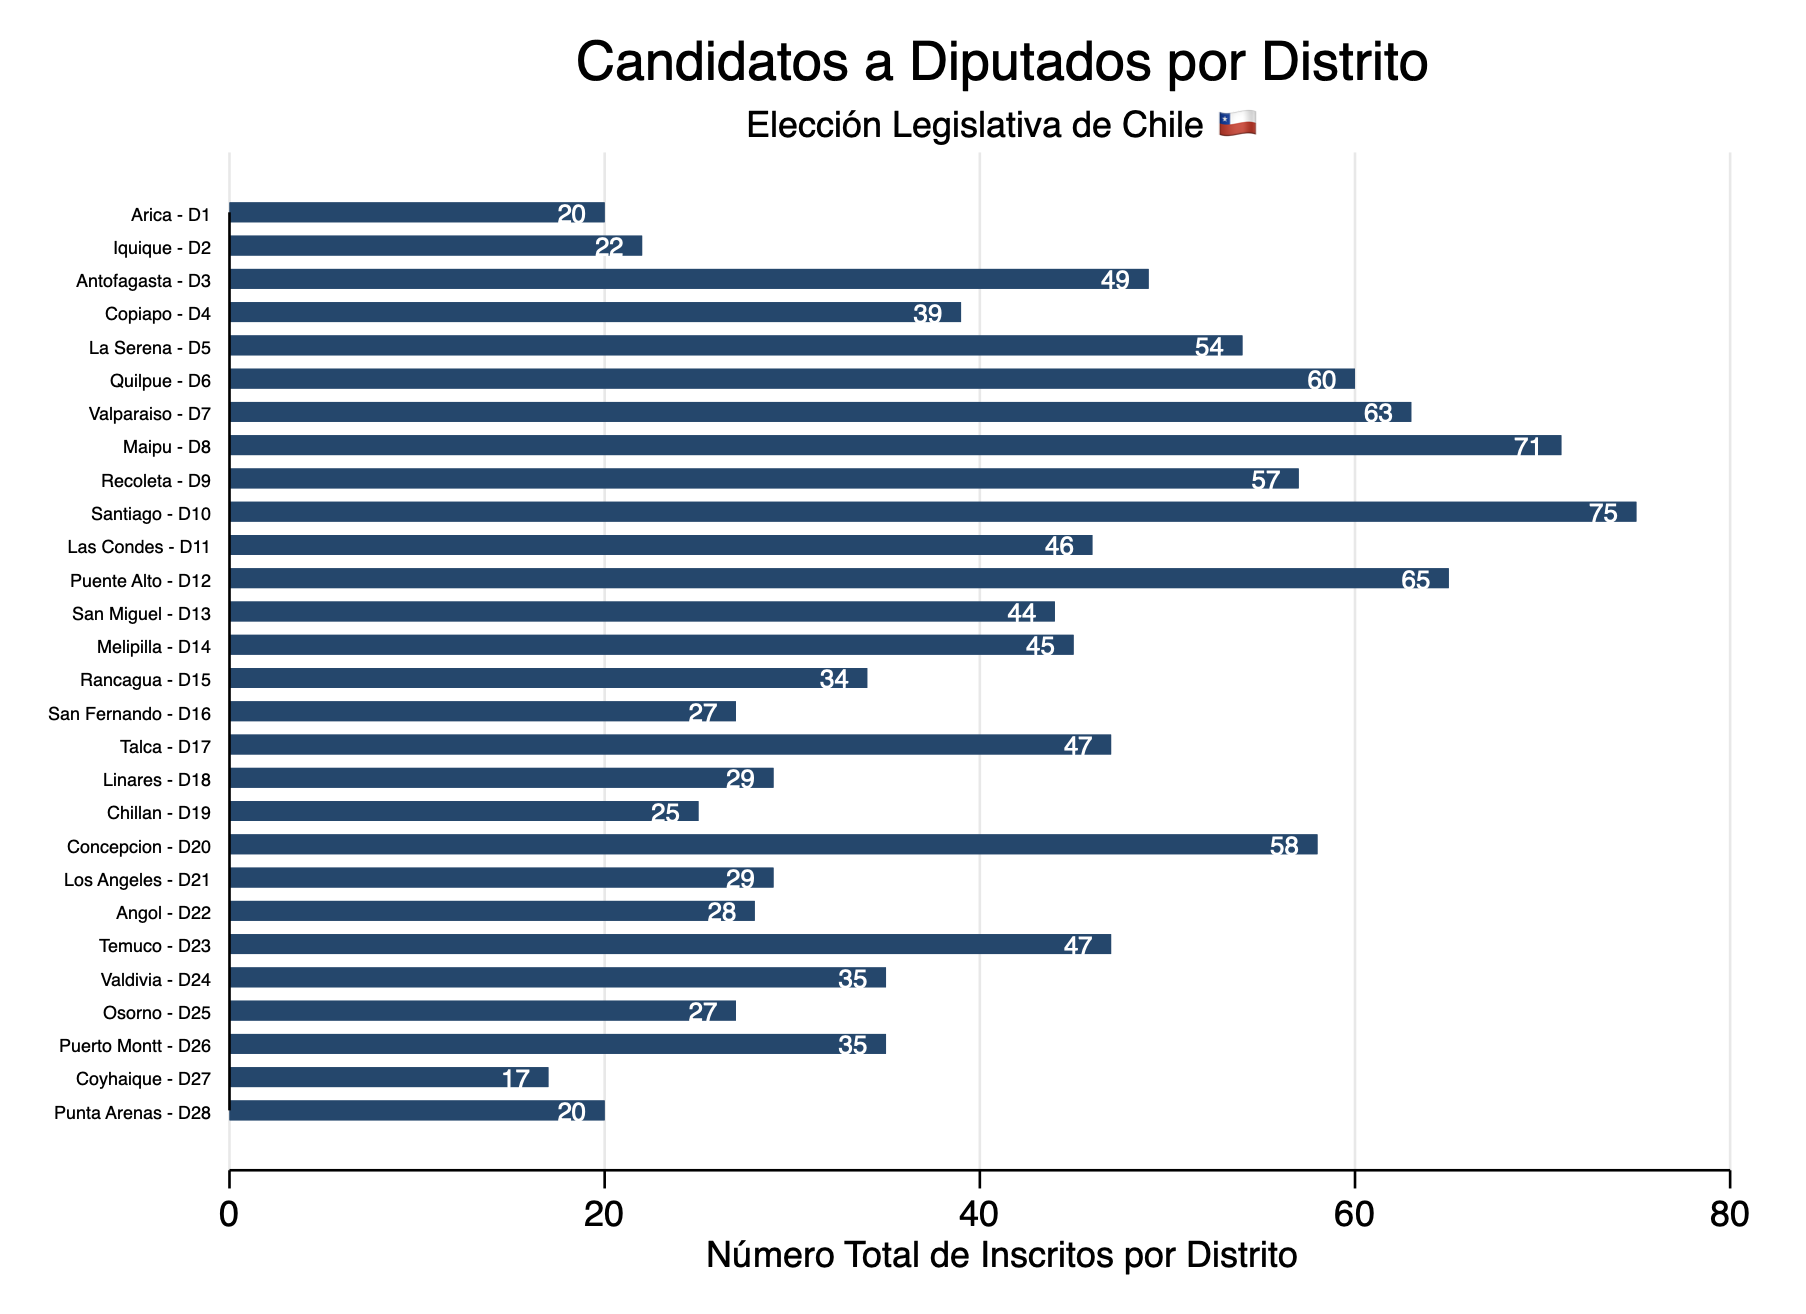 Candidatos a Diputados por Distrito
Elección Legislativa de Chile 🇨🇱
Arica - D1 20
Iquique - D2 22
Antofagasta - D3 49
Copiapo - D4 39
La Serena - D5 54
Quilpue - D6 60
Valparaiso - D7 63
Maipu - D8 71
Recoleta - D9 57
Santiago - D10 75
Las Condes - D11 46
Puente Alto - D12 65
San Miguel - D13 44
Melipilla - D14 45
Rancagua - D15 34
San Fernando - D16 27
Talca - D17 47
Linares - D18 29
Chillan - D19 25
Concepcion - D20 58
Los Angeles - D21 29
Angol - D22 28
Temuco - D23 47
Valdivia - D24 35
Osorno - D25 27
Puerto Montt - D26 35
Coyhaique - D27 17
Punta Arenas - D28 20
0 20 40 60 80
Número Total de Inscritos por Distrito